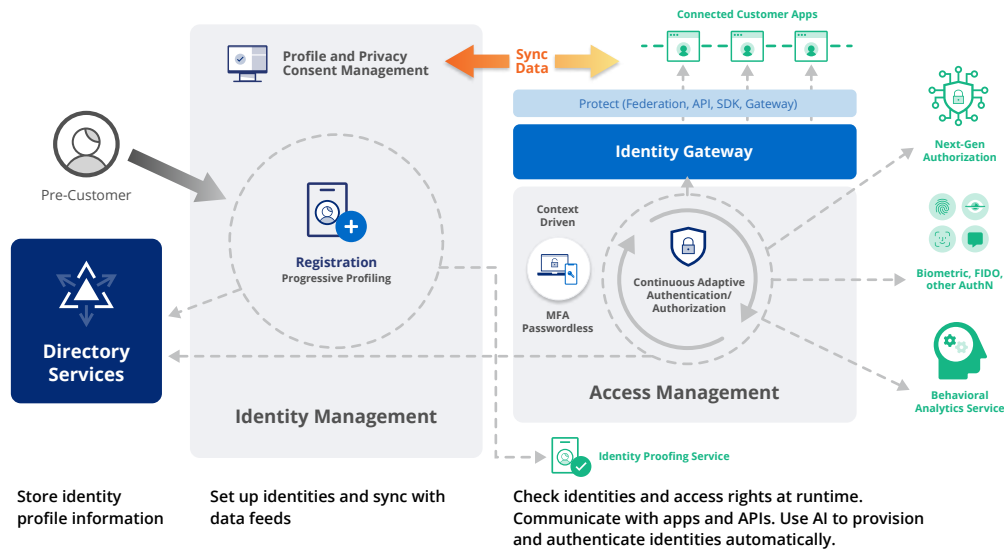 Connected Customer Apps
Profile and Privacy
Consent Management
Sync
Data
Protect (Federation, API, SDK, Gateway)
Identity Gateway
Next-Gen
Authorization
Pre-Customer
Context
Driven
Registration
Progressive Profiling
Continuous Adaptive
Authentication/
Authorization
Biometric, FIDO,
other AuthN
MFA
Passwordless
Directory
Services
Access Management
Behavioral
Analytics Service
Identity Management
Identity Proofing Service
Store identity
profile information
Set up identities and sync with
data feeds
Check identities and access rights at runtime.
Communicate with apps and APIs. Use AI to provision
and authenticate identities automatically.